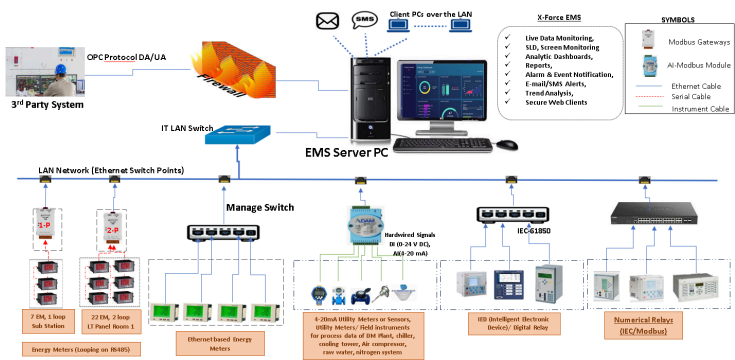 Client PCs over the LAN
SMS
X-Force EMS
Live Data Monitoring,
SLD, Screen Monitoring
Analytic Dashboards,
Reports,
Alarm & Event Notification,
E-mail/SMS Alerts,
Trend Analysis,
Secure Web Clients
SYMBOLS
Modbus Gateways
AI-Modbus Module
Ethernet Cable
Serial Cable
Instrument Cable
OPC Protocol DA/UA
Firewall
3rd Party System
IT LAN Switch
EMS Server PC
LAN Network (Ethernet Switch Points)
Manage Switch
1-P
2-P
ADAM
Hardwired Signals
DI (0-24 V DC),
AI(4-20 mA)
IEC-61850
7 EM, 1 loop
Sub Station
22 EM, 2 loop
LT Panel Room 1
Energy Meters (Looping on RS485)
Ethernet based Energy
Meters
4-20mA Utility Meters or Sensors,
Utility Meters/ Field instruments
for process data of DM Plant, chiller,
cooling tower, Air compressor,
raw water, nitrogen system
IED (Intelligent Electronic
Device)/ Digital Relay
Numerical Relays
(IEC/Modbus)